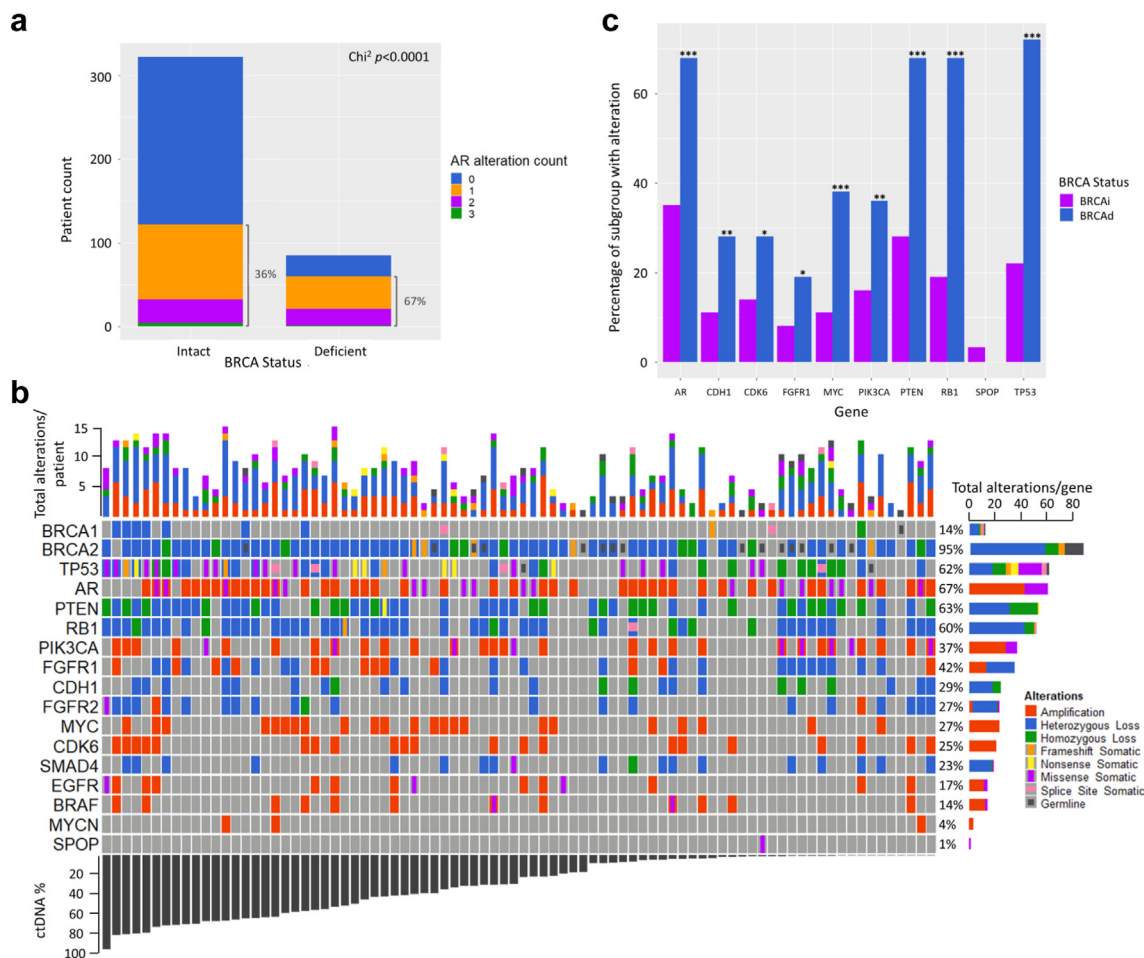 a
Chi² p<0.0001
300
200
100
0
Patient count
36%
67%
Intact
Deficient
BRCA Status
AR alteration count
0
1
2
3
c
60
40
20
0
Percentage of subgroup with alteration
***
**
*
*
***
**
***
***
***
AR CDH1 CDK6 FGFR1 MYC PIK3CA PTEN RB1 SPOP TP53
Gene
BRCA Status
BRCAi
BRCAd
b
Total alterations/
patient
15
10
5
Total alterations/gene
0 20 40 60 80
BRCA1 14%
BRCA2 95%
TP53 62%
AR 67%
PTEN 63%
RB1 60%
PIK3CA 37%
FGFR1 42%
CDH1 29%
FGFR2 27%
MYC 27%
CDK6 25%
SMAD4 23%
EGFR 17%
BRAF 14%
MYCN 4%
SPOP 1%
Alterations
Amplification
Heterozygous Loss
Homozygous Loss
Frameshift Somatic
Nonsense Somatic
Missense Somatic
Splice Site Somatic
Germline
ctDNA %
20
40
60
80
100